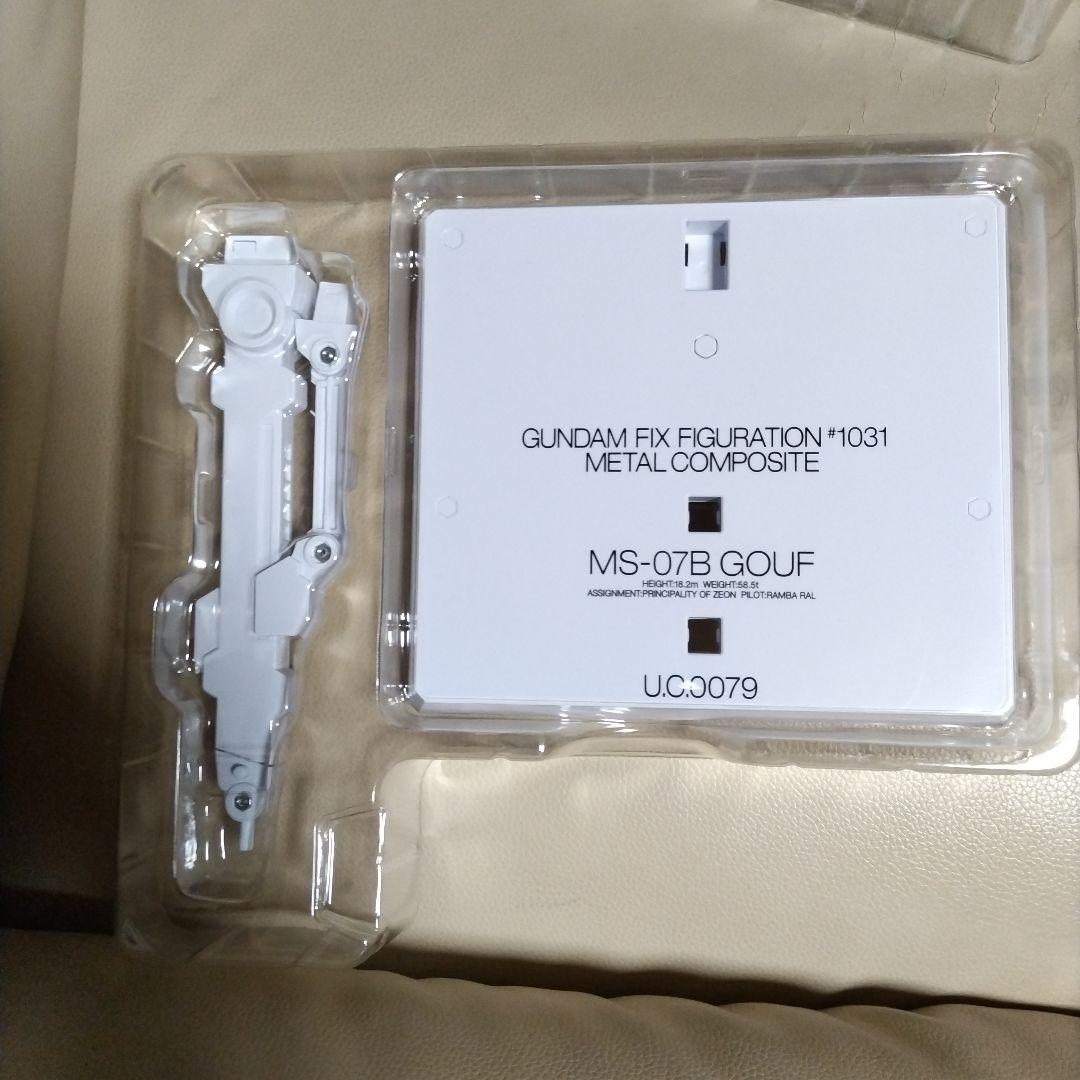 GUNDAM FIX FIGURATION #1031
METAL COMPOSITE
MS-07B GOUF
HEIGHT:18.2m WEIGHT:58.5t
ASSIGNMENT:PRINCIPALITY OF ZEON PILOT:RAMBA RAL
U.C.0079